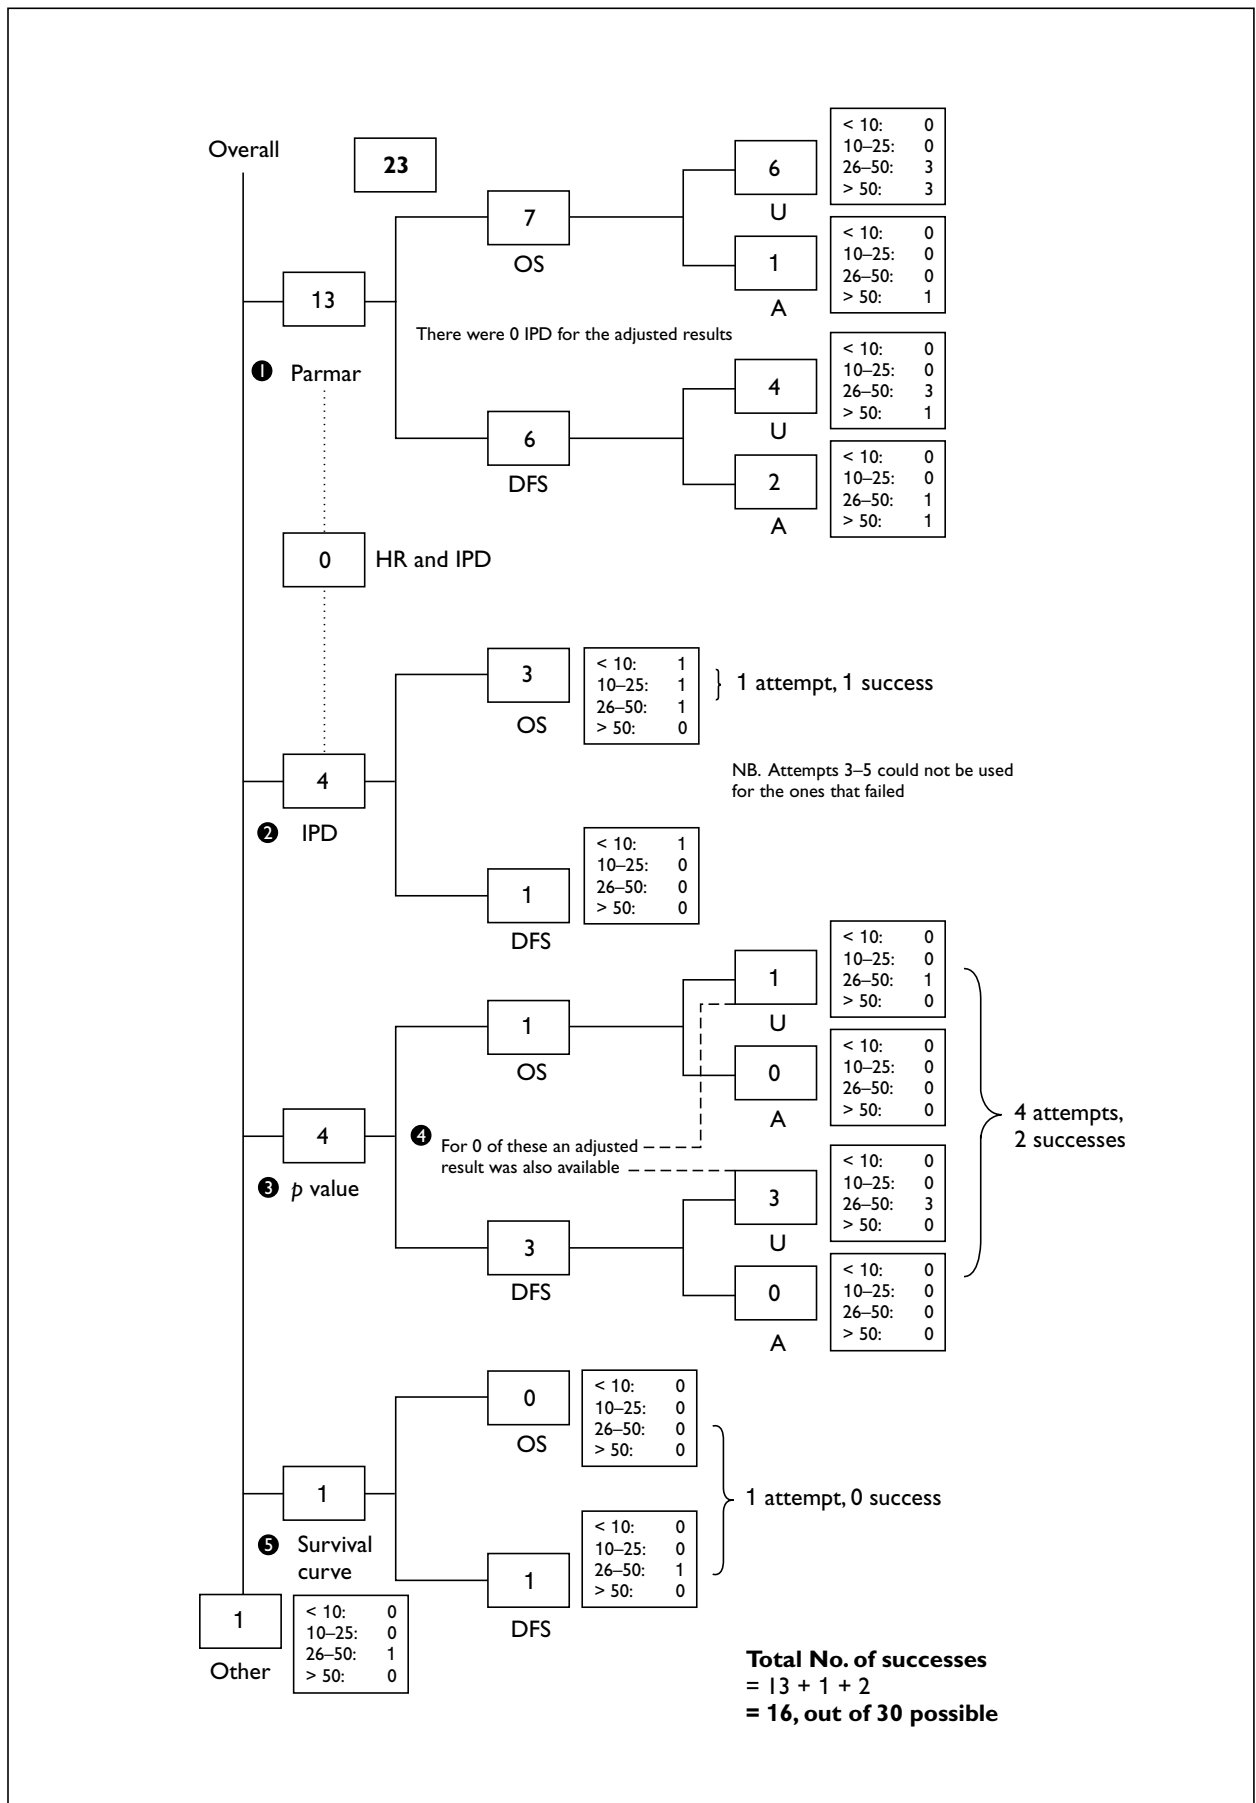 Overall
23
13
❶ Parmar
7
OS
6
U
< 10: 0
10–25: 0
26–50: 3
> 50: 3
1
A
< 10: 0
10–25: 0
26–50: 0
> 50: 1
There were 0 IPD for the adjusted results
6
DFS
4
U
< 10: 0
10–25: 0
26–50: 3
> 50: 1
2
A
< 10: 0
10–25: 0
26–50: 1
> 50: 1
0
HR and IPD
4
❷ IPD
3
OS
< 10: 1
10–25: 1
26–50: 1
> 50: 0
1 attempt, 1 success
NB. Attempts 3–5 could not be used
for the ones that failed
1
DFS
< 10: 1
10–25: 0
26–50: 0
> 50: 0
4
❸ p value
1
OS
1
U
< 10: 0
10–25: 0
26–50: 1
> 50: 0
0
A
< 10: 0
10–25: 0
26–50: 0
> 50: 0
❹ For 0 of these an adjusted
result was also available
3
DFS
3
U
< 10: 0
10–25: 0
26–50: 3
> 50: 0
0
A
< 10: 0
10–25: 0
26–50: 0
> 50: 0
4 attempts,
2 successes
1
❺ Survival
curve
0
OS
< 10: 0
10–25: 0
26–50: 0
> 50: 0
1
DFS
< 10: 0
10–25: 0
26–50: 1
> 50: 0
1 attempt, 0 success
1
Other
< 10: 0
10–25: 0
26–50: 1
> 50: 0
Total No. of successes
= 13 + 1 + 2
= 16, out of 30 possible